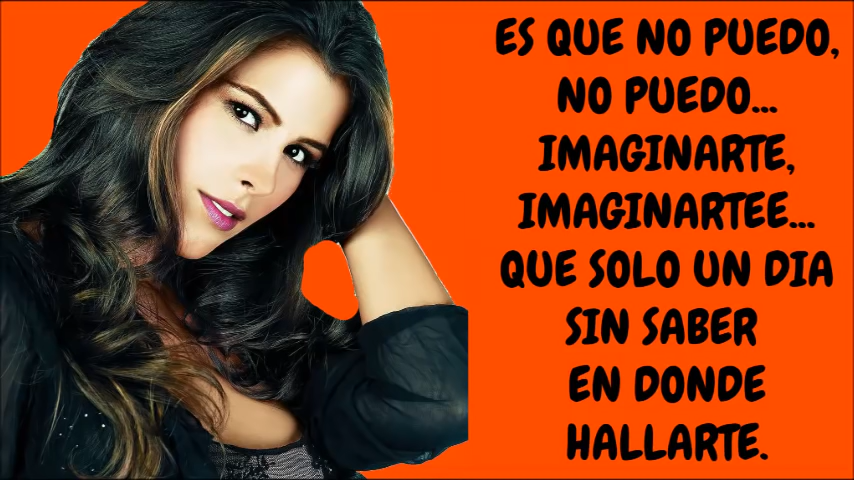 ES QUE NO PUEDO,
NO PUEDO...
IMAGINARTE,
IMAGINARTEE...
QUE SOLO UN DIA
SIN SABER
EN DONDE
HALLARTE.